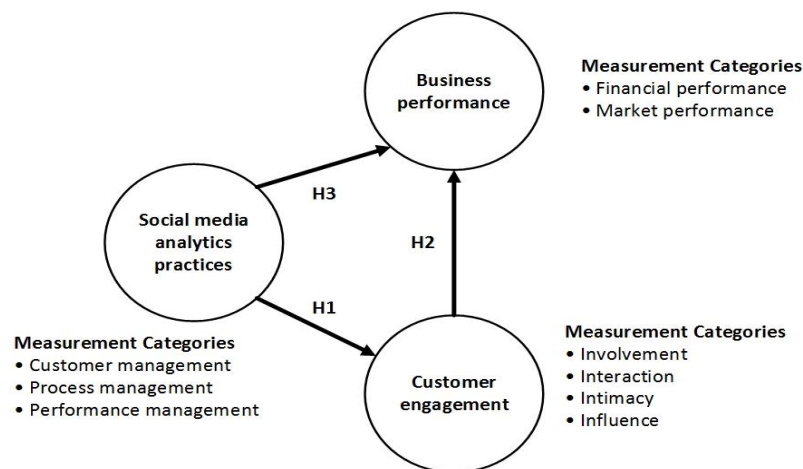 Business
performance
Measurement Categories
• Financial performance
• Market performance
H3
Social media
analytics
practices
H2
H1
Measurement Categories
• Customer management
• Process management
• Performance management
Customer
engagement
Measurement Categories
• Involvement
• Interaction
• Intimacy
• Influence